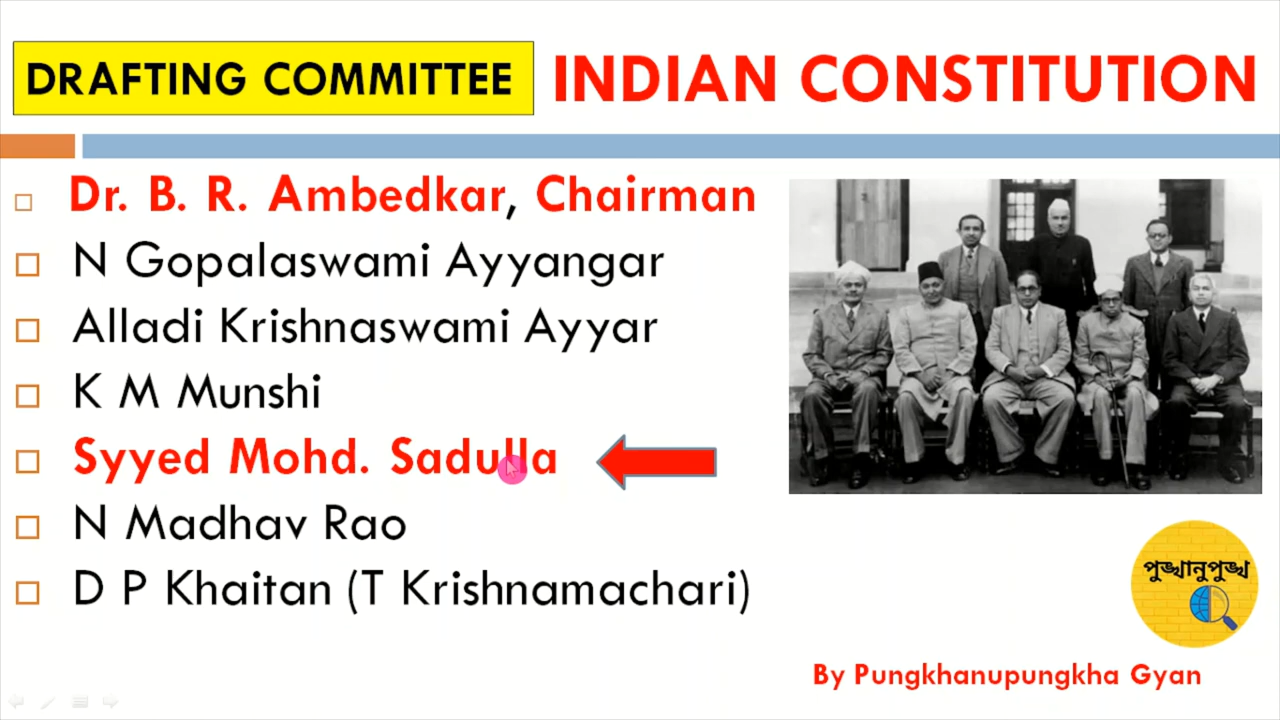 DRAFTING COMMITTEE INDIAN CONSTITUTION
Dr. B. R. Ambedkar, Chairman
N Gopalaswami Ayyangar
Alladi Krishnaswami Ayyar
K M Munshi
Syyed Mohd. Sadulla
N Madhav Rao
D P Khaitan (T Krishnamachari)
পুঙ্খানুপুঙ্খ
By Pungkhanupungkha Gyan